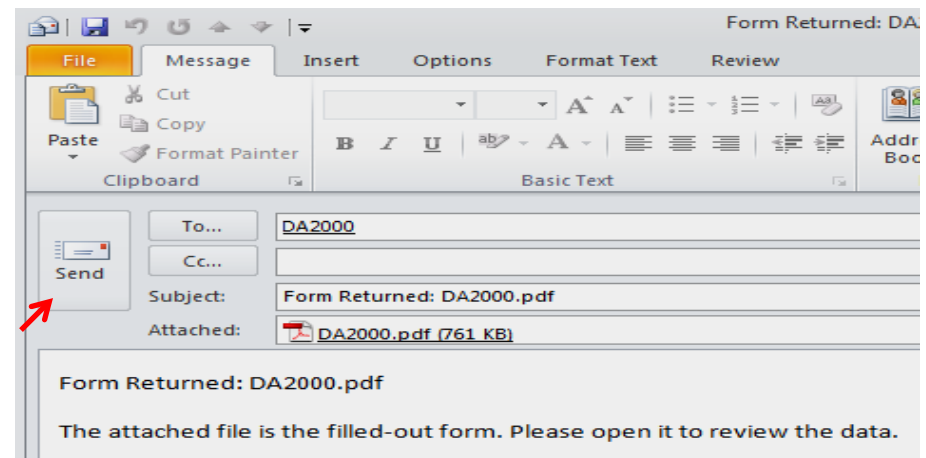 Form Returned: DA
File Message Insert Options Format Text Review
Paste
Cut
Copy
Format Painter
Clipboard
B I U
Basic Text
Send
To... DA2000
Cc...
Subject: Form Returned: DA2000.pdf
Attached: DA2000.pdf (761 KB)
Form Returned: DA2000.pdf
The attached file is the filled-out form. Please open it to review the data.